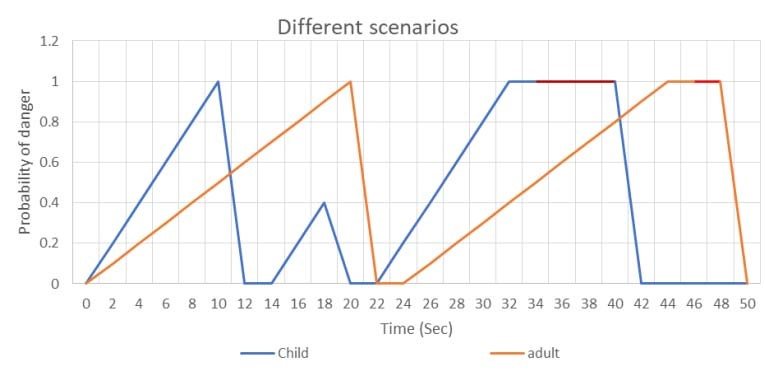 Different scenarios
1.2
1
0.8
0.6
0.4
0.2
0
Probability of danger
0 2 4 6 8 10 12 14 16 18 20 22 24 26 28 30 32 34 36 38 40 42 44 46 48 50
Time (Sec)
Child adult